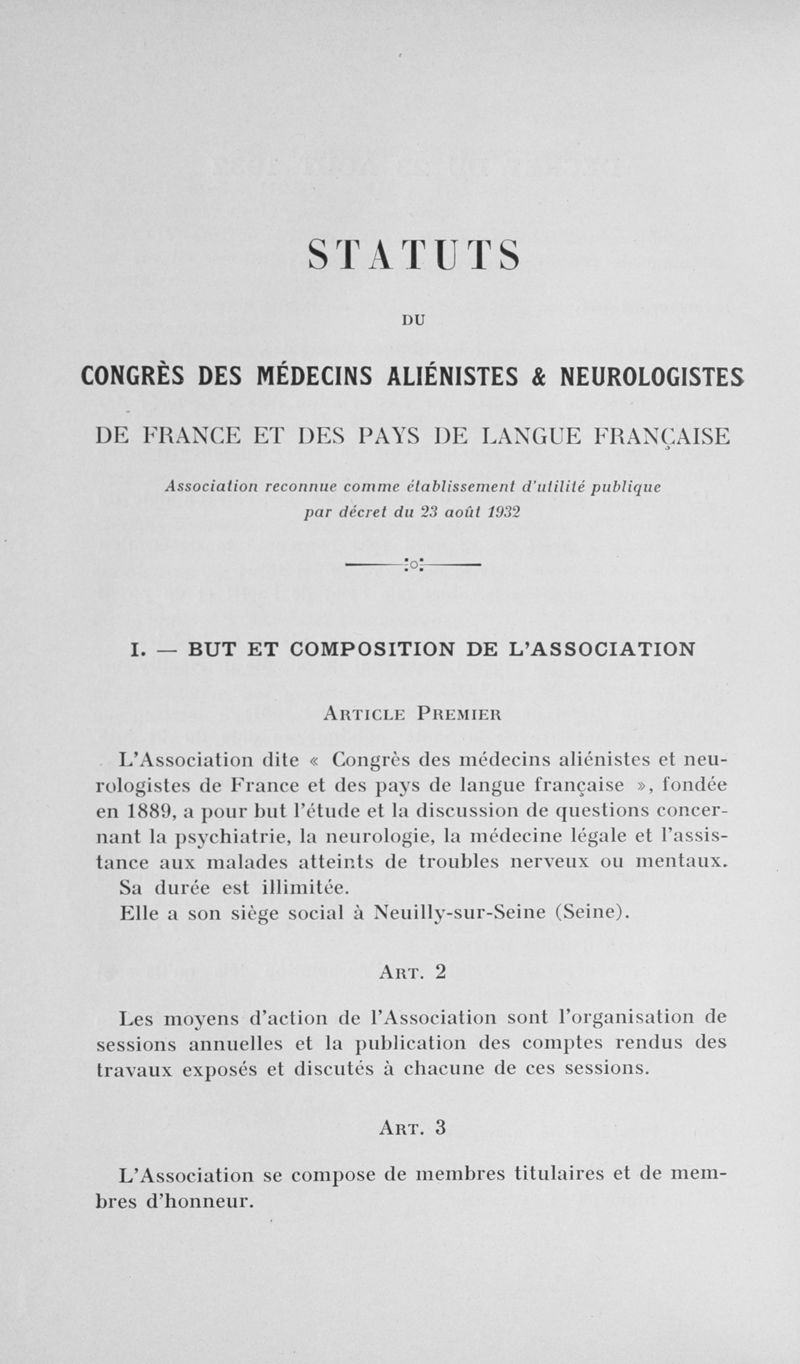 STATUTS
DU
CONGRÈS DES MÉDECINS ALIÉNISTES & NEUROLOGISTES
DE FRANCE ET DES PAYS DE LANGUE FRANÇAISE
Association reconnue comme établissement d'utilité publique
par décret du 23 août 1932
I. — BUT ET COMPOSITION DE L'ASSOCIATION
ARTICLE PREMIER
L'Association dite « Congrès des médecins aliénistes et neu-
rologistes de France et des pays de langue française », fondée
en 1889, a pour but l'étude et la discussion de questions concer-
nant la psychiatrie, la neurologie, la médecine légale et l'assis-
tance aux malades atteints de troubles nerveux ou mentaux.
Sa durée est illimitée.
Elle a son siège social à Neuilly-sur-Seine (Seine).
ART. 2
Les moyens d'action de l'Association sont l'organisation de
sessions annuelles et la publication des comptes rendus des
travaux exposés et discutés à chacune de ces sessions.
ART. 3
L'Association se compose de membres titulaires et de mem-
bres d'honneur.